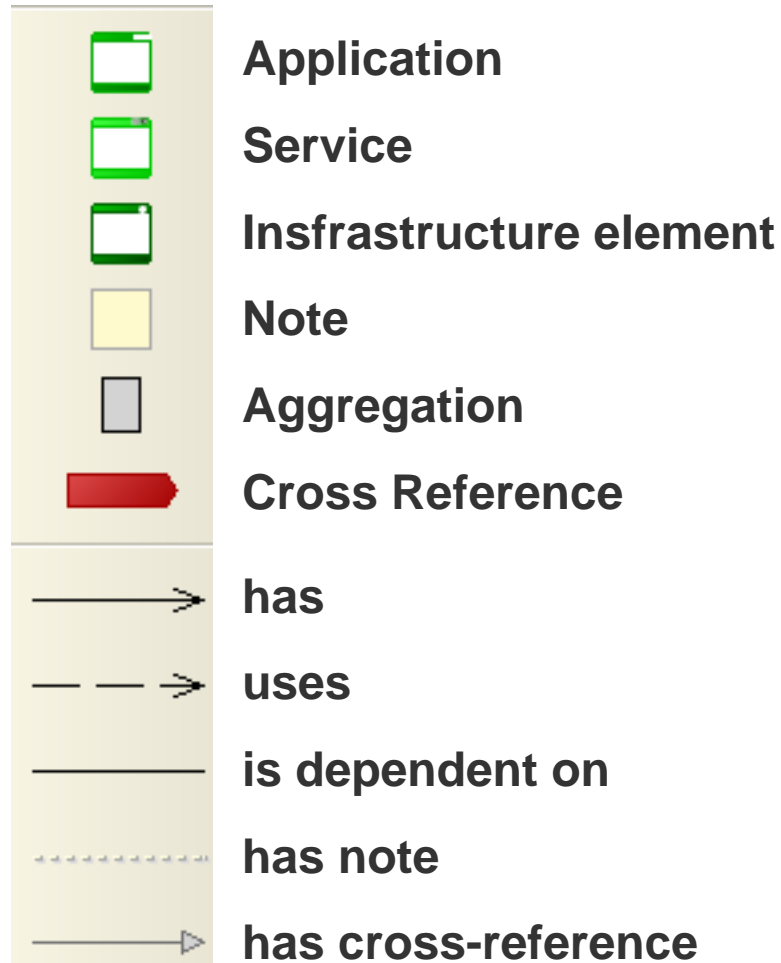 Application
Service
Insfrastructure element
Note
Aggregation
Cross Reference
has
uses
is dependent on
has note
has cross-reference